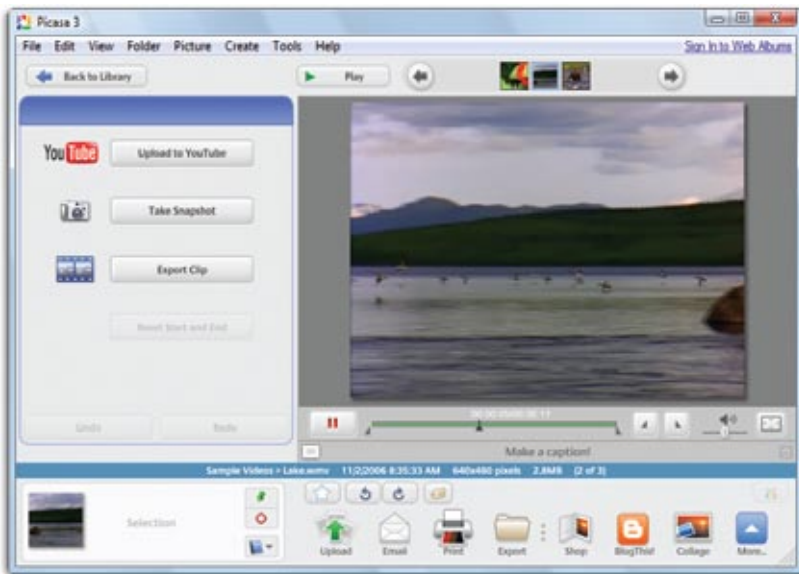 Picasa 3
File Edit View Folder Picture Create Tools Help Sign In to Web Albums
Back to Library Play
YouTube Upload to YouTube
Take Snapshot
Export Clip
Reset Start and End
Undo
Make a caption!
Sample Videos > Lake.wmv 11/2/2006 8:35:33 AM 640x480 pixels 2.8MB (2 of 3)
Selection
Upload Email Print Export Shop BlogThis! Collage More...